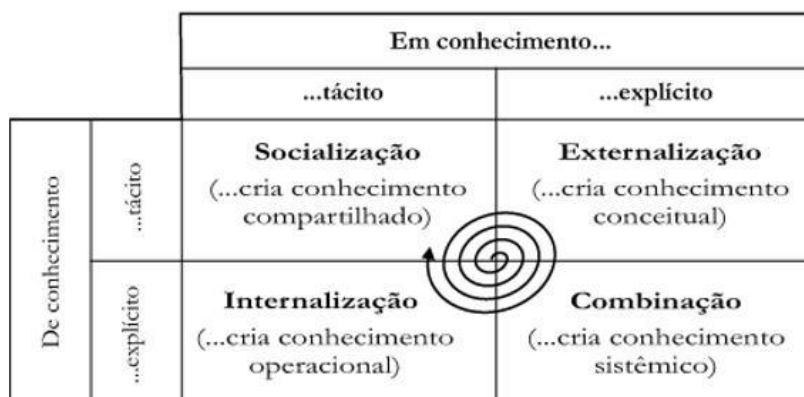 Em conhecimento...
...tácito
...explícito
De conhecimento
...tácito
Socialização
(...cria conhecimento
compartilhado)
Externalização
(...cria conhecimento
conceitual)
...explícito
Internalização
(...cria conhecimento
operacional)
Combinação
(...cria conhecimento
sistêmico)